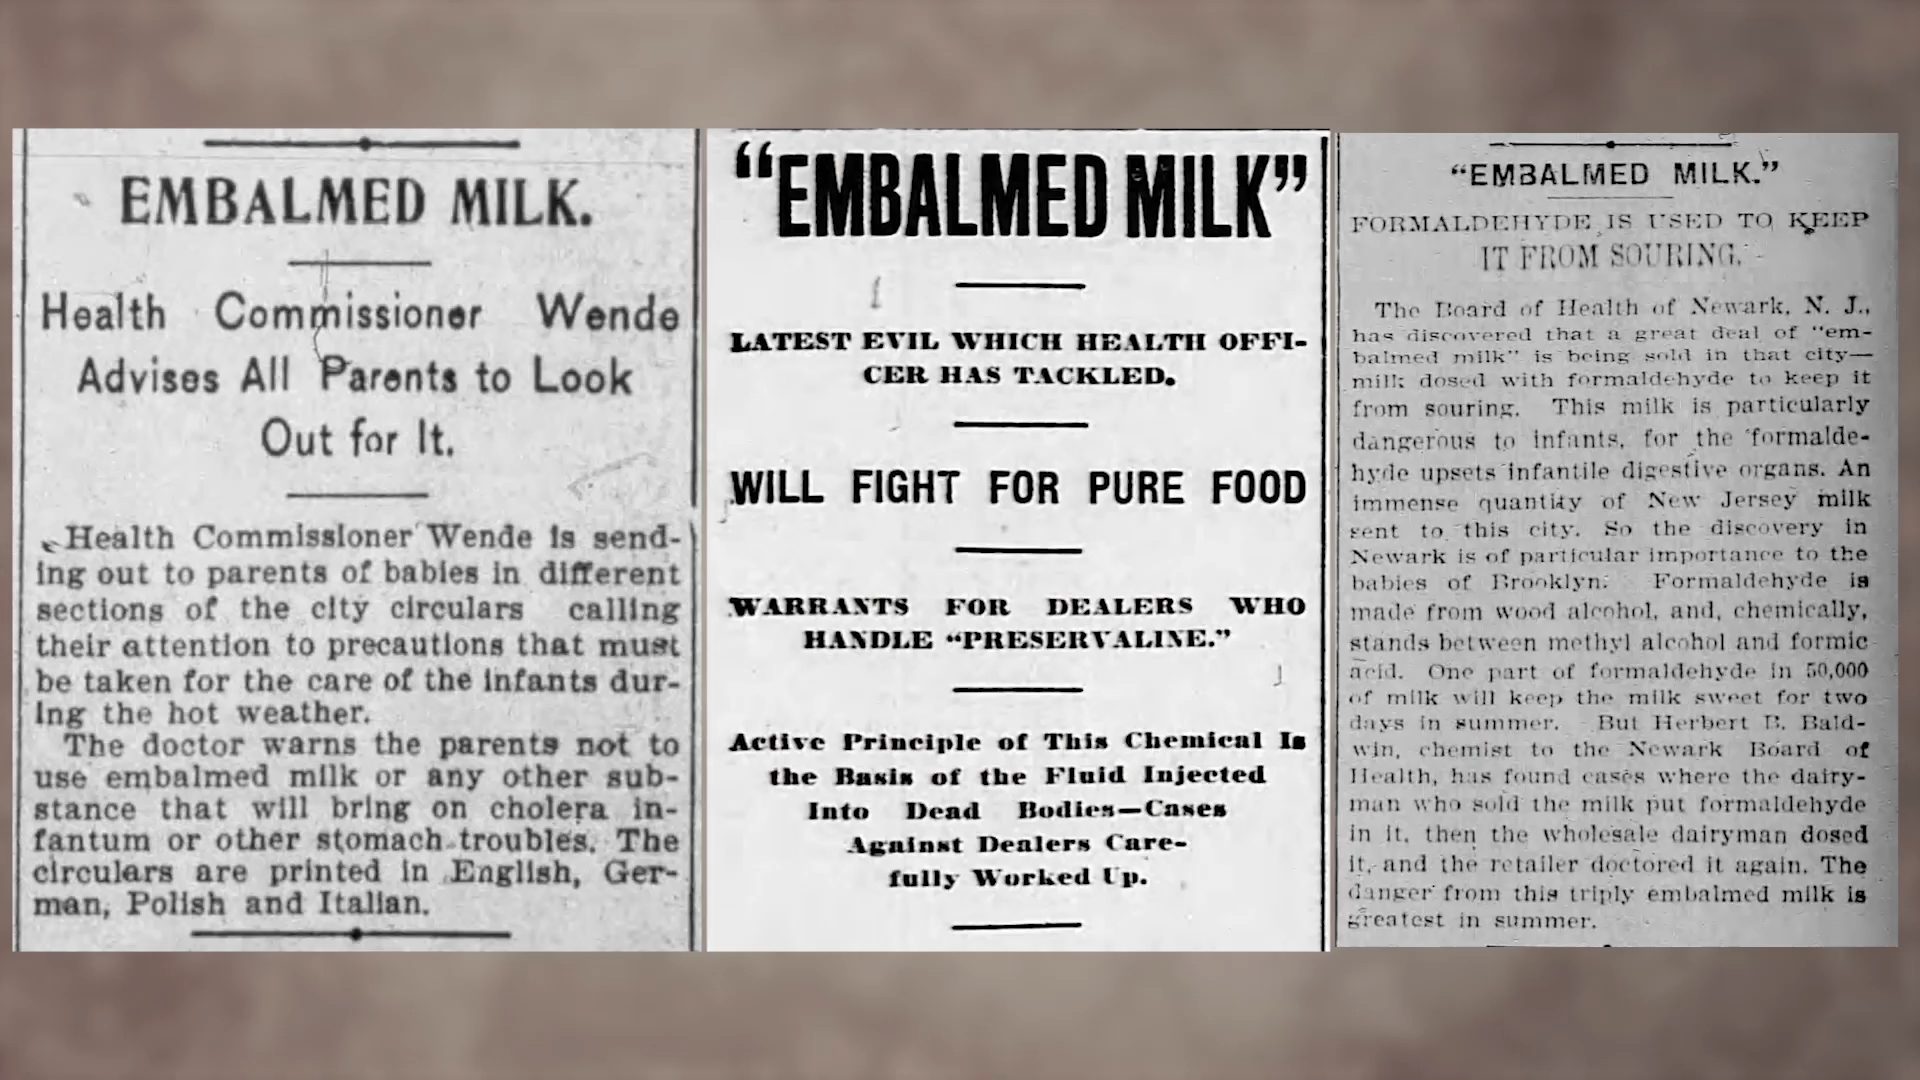 EMBALMED MILK.
Health Commissioner Wende
Advises All Parents to Look
Out for It.
Health Commissioner Wende is send-
ing out to parents of babies in different
sections of the city circulars calling
their attention to precautions that must
be taken for the care of the infants dur-
ing the hot weather.
The doctor warns the parents not to
use embalmed milk or any other sub-
stance that will bring on cholera in-
fantum or other stomach troubles. The
circulars are printed in English, Ger-
man, Polish and Italian.
“EMBALMED MILK”
LATEST EVIL WHICH HEALTH OFFI-
CER HAS TACKLED.
WILL FIGHT FOR PURE FOOD
WARRANTS FOR DEALERS WHO
HANDLE “PRESERVALINE.”
Active Principle of This Chemical Is
the Basis of the Fluid Injected
Into Dead Bodies—Cases
Against Dealers Care-
fully Worked Up.
“EMBALMED MILK.”
FORMALDEHYDE IS USED TO KEEP
IT FROM SOURING.
The Board of Health of Newark, N. J.,
has discovered that a great deal of "em-
balmed milk" is being sold in that city—
milk dosed with formaldehyde to keep it
from souring. This milk is particularly
dangerous to infants, for the formalde-
hyde upsets infantile digestive organs. An
immense quantity of New Jersey milk
sent to this city. So the discovery in
Newark is of particular importance to the
babies of Brooklyn. Formaldehyde is
made from wood alcohol, and, chemically,
stands between methyl alcohol and formic
acid. One part of formaldehyde in 50,000
of milk will keep the milk sweet for two
days in summer. But Herbert B. Bald-
win, chemist to the Newark Board of
Health, has found cases where the dairy-
man who sold the milk put formaldehyde
in it, then the wholesale dairyman dosed
it, and the retailer doctored it again. The
danger from this triply embalmed milk is
greatest in summer.